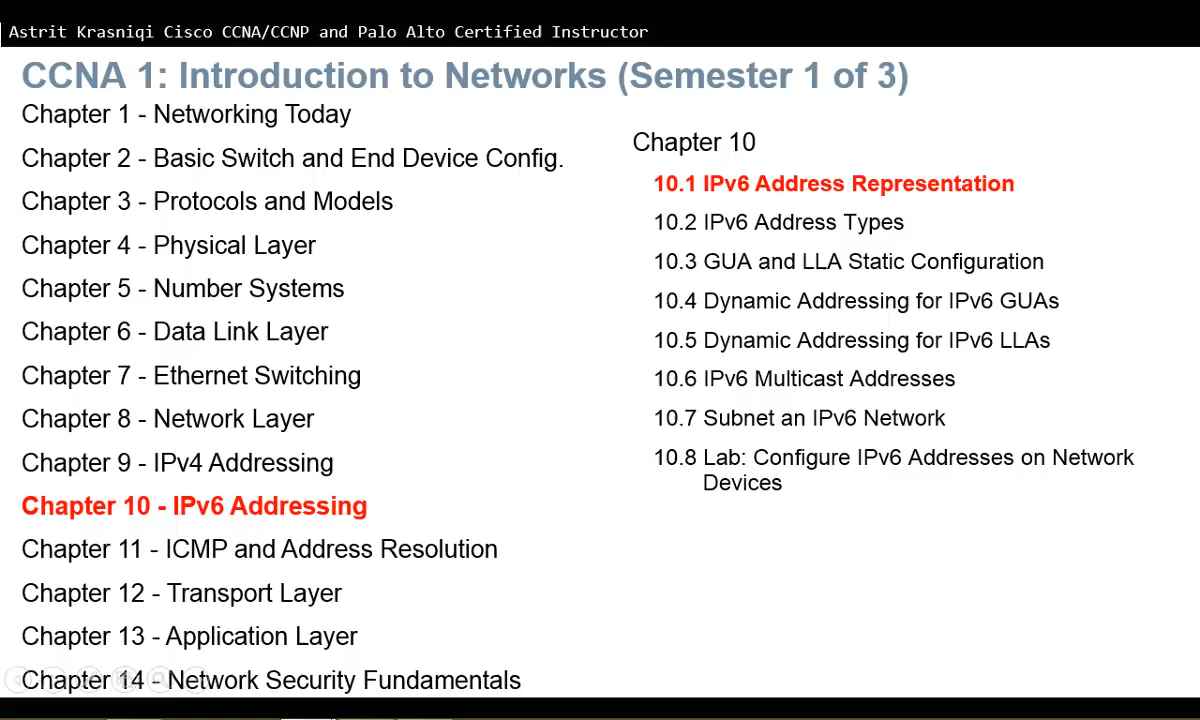 Astrit Krasniqi Cisco CCNA/CCNP and Palo Alto Certified Instructor
CCNA 1: Introduction to Networks (Semester 1 of 3)
Chapter 1 - Networking Today
Chapter 2 - Basic Switch and End Device Config.
Chapter 3 - Protocols and Models
Chapter 4 - Physical Layer
Chapter 5 - Number Systems
Chapter 6 - Data Link Layer
Chapter 7 - Ethernet Switching
Chapter 8 - Network Layer
Chapter 9 - IPv4 Addressing
Chapter 10 - IPv6 Addressing
Chapter 11 - ICMP and Address Resolution
Chapter 12 - Transport Layer
Chapter 13 - Application Layer
Chapter 14 - Network Security Fundamentals
Chapter 10
10.1 IPv6 Address Representation
10.2 IPv6 Address Types
10.3 GUA and LLA Static Configuration
10.4 Dynamic Addressing for IPv6 GUAs
10.5 Dynamic Addressing for IPv6 LLAs
10.6 IPv6 Multicast Addresses
10.7 Subnet an IPv6 Network
10.8 Lab: Configure IPv6 Addresses on Network
Devices